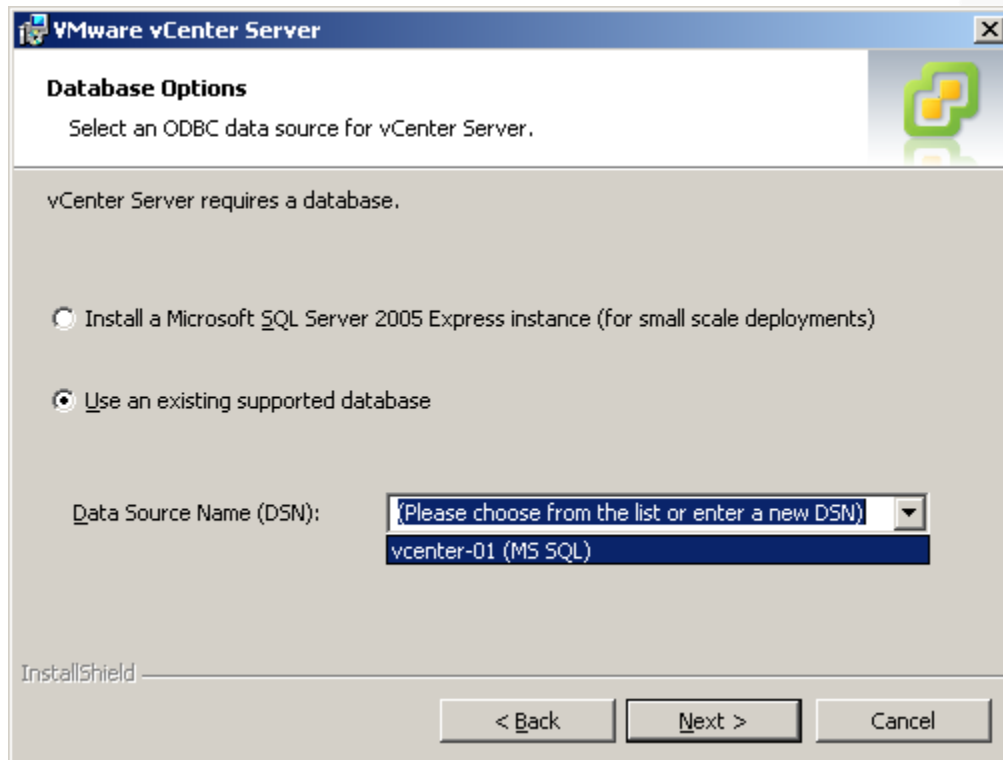 VMware vCenter Server
Database Options
Select an ODBC data source for vCenter Server.
vCenter Server requires a database.
Install a Microsoft SQL Server 2005 Express instance (for small scale deployments)
Use an existing supported database
Data Source Name (DSN): (Please choose from the list or enter a new DSN)
vcenter-01 (MS SQL)
InstallShield
< Back Next > Cancel